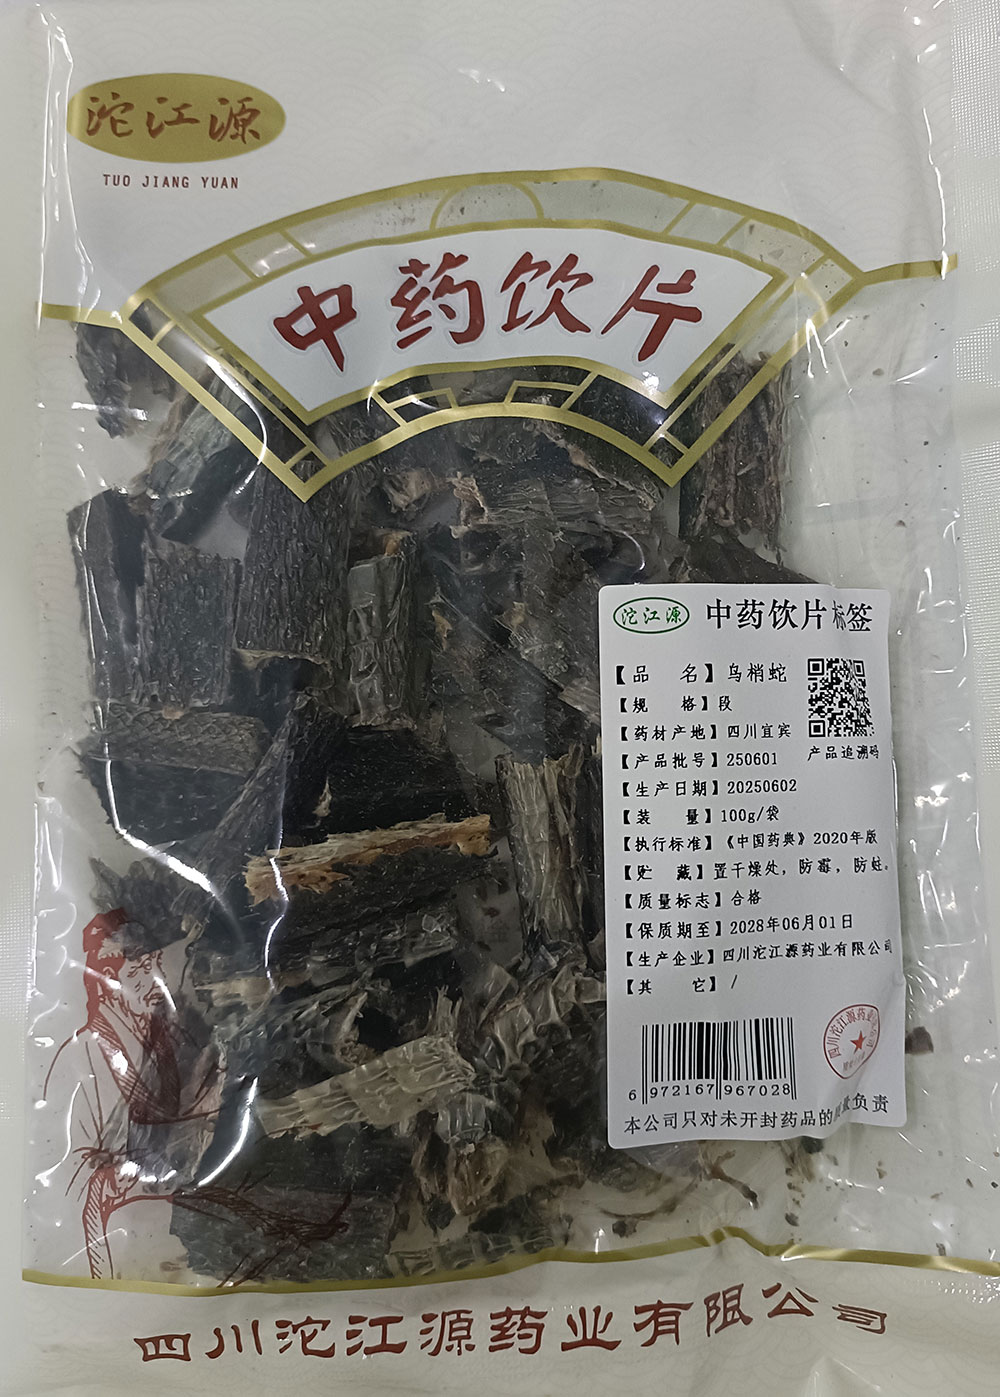 沱江源
TUO JIANG YUAN
中药饮片
沱江源 中药饮片标签
【品 名】乌梢蛇
【规 格】段
【药材产地】四川宜宾
【产品批号】250601
产品追溯码
【生产日期】20250602
【装 量】100g/袋
【执行标准】《中国药典》2020年版
【贮 藏】置干燥处，防霉，防蛀。
【质量标志】合格
【保质期至】2028年06月01日
【生产企业】四川沱江源药业有限公司
【其 它】/
四川沱江源药业
6 972167 967028
本公司只对未开封药品的质量负责
四川沱江源药业有限公司